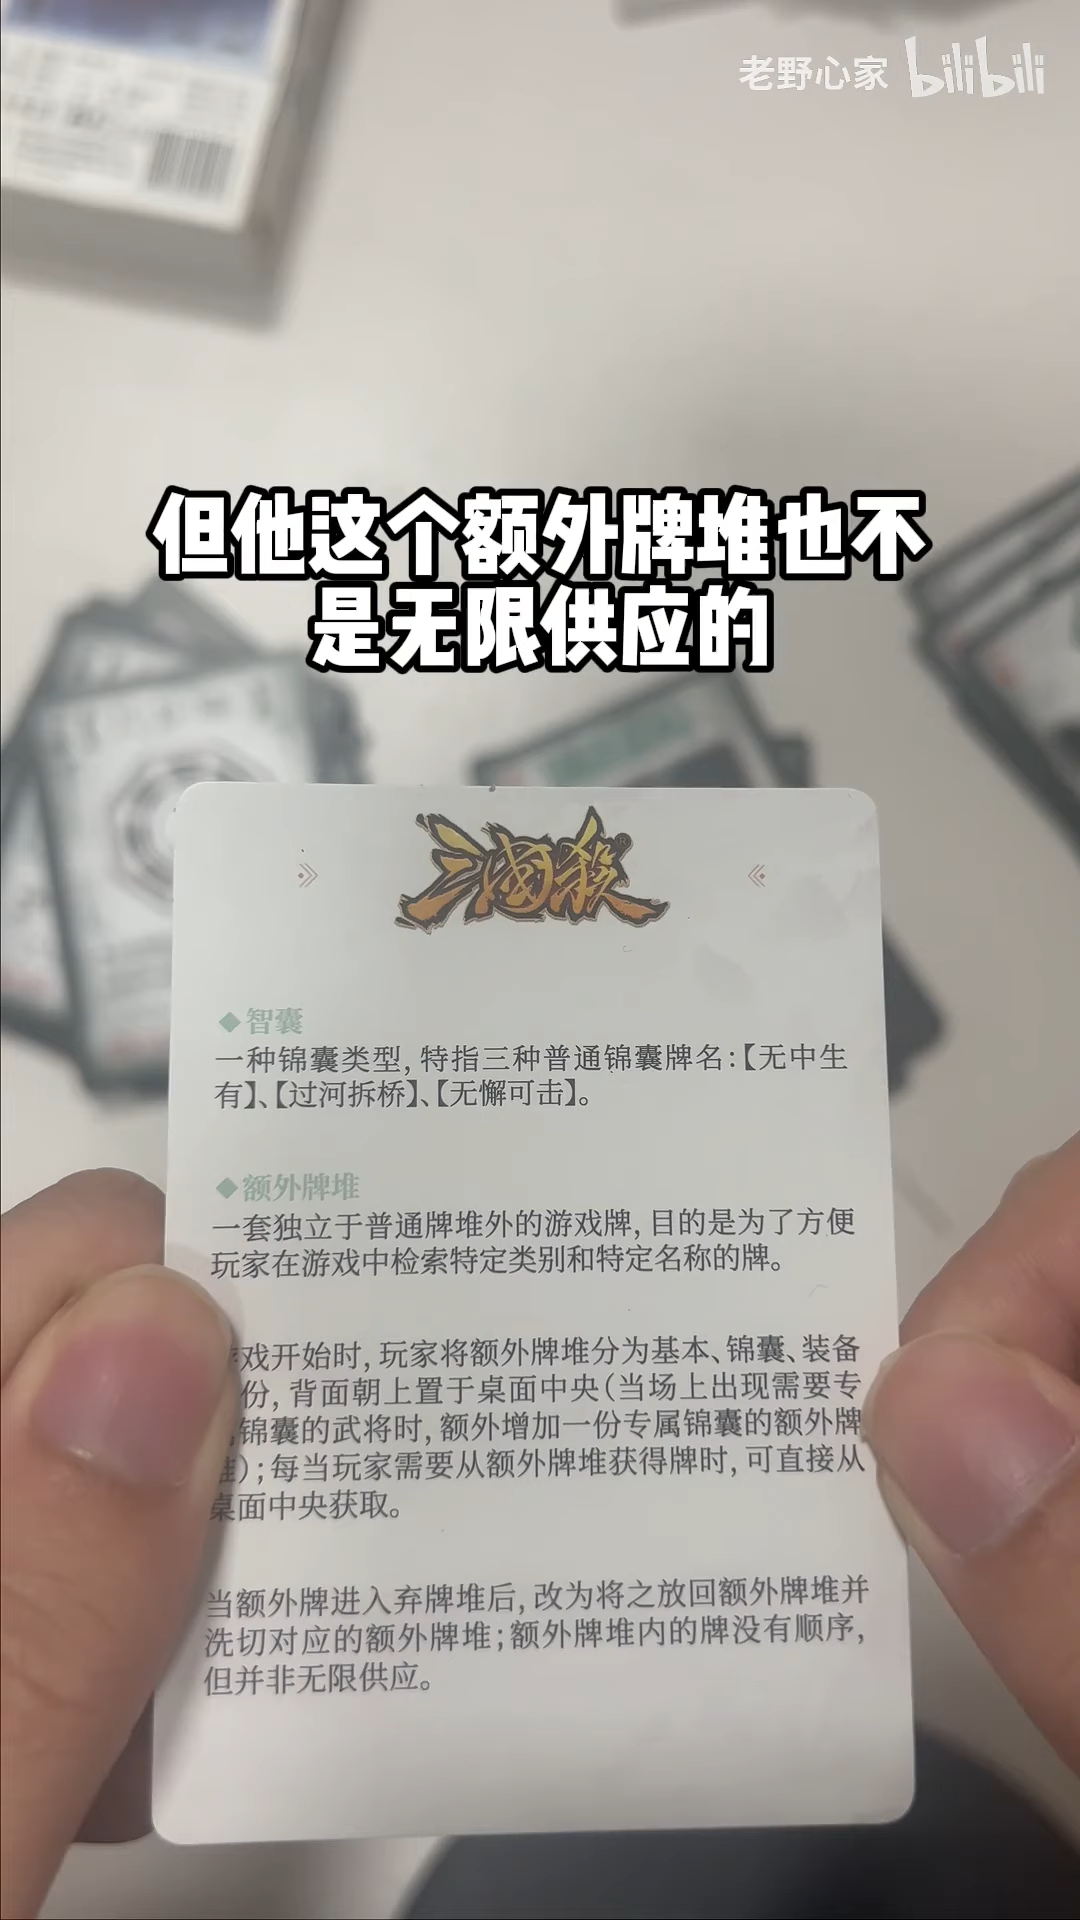 老野心家 bilibili
但他这个额外牌堆也不
是无限供应的
三國殺
◆智囊
一种锦囊类型,特指三种普通锦囊牌名:【无中生
有】、【过河拆桥】、【无懈可击】。
◆额外牌堆
一套独立于普通牌堆外的游戏牌,目的是为了方便
玩家在游戏中检索特定类别和特定名称的牌。
戏开始时,玩家将额外牌堆分为基本、锦囊、装备
份,背面朝上置于桌面中央(当场上出现需要专
锦囊的武将时,额外增加一份专属锦囊的额外牌
堆);每当玩家需要从额外牌堆获得牌时,可直接从
桌面中央获取。
当额外牌进入弃牌堆后,改为将之放回额外牌堆并
洗切对应的额外牌堆;额外牌堆内的牌没有顺序,
但并非无限供应。